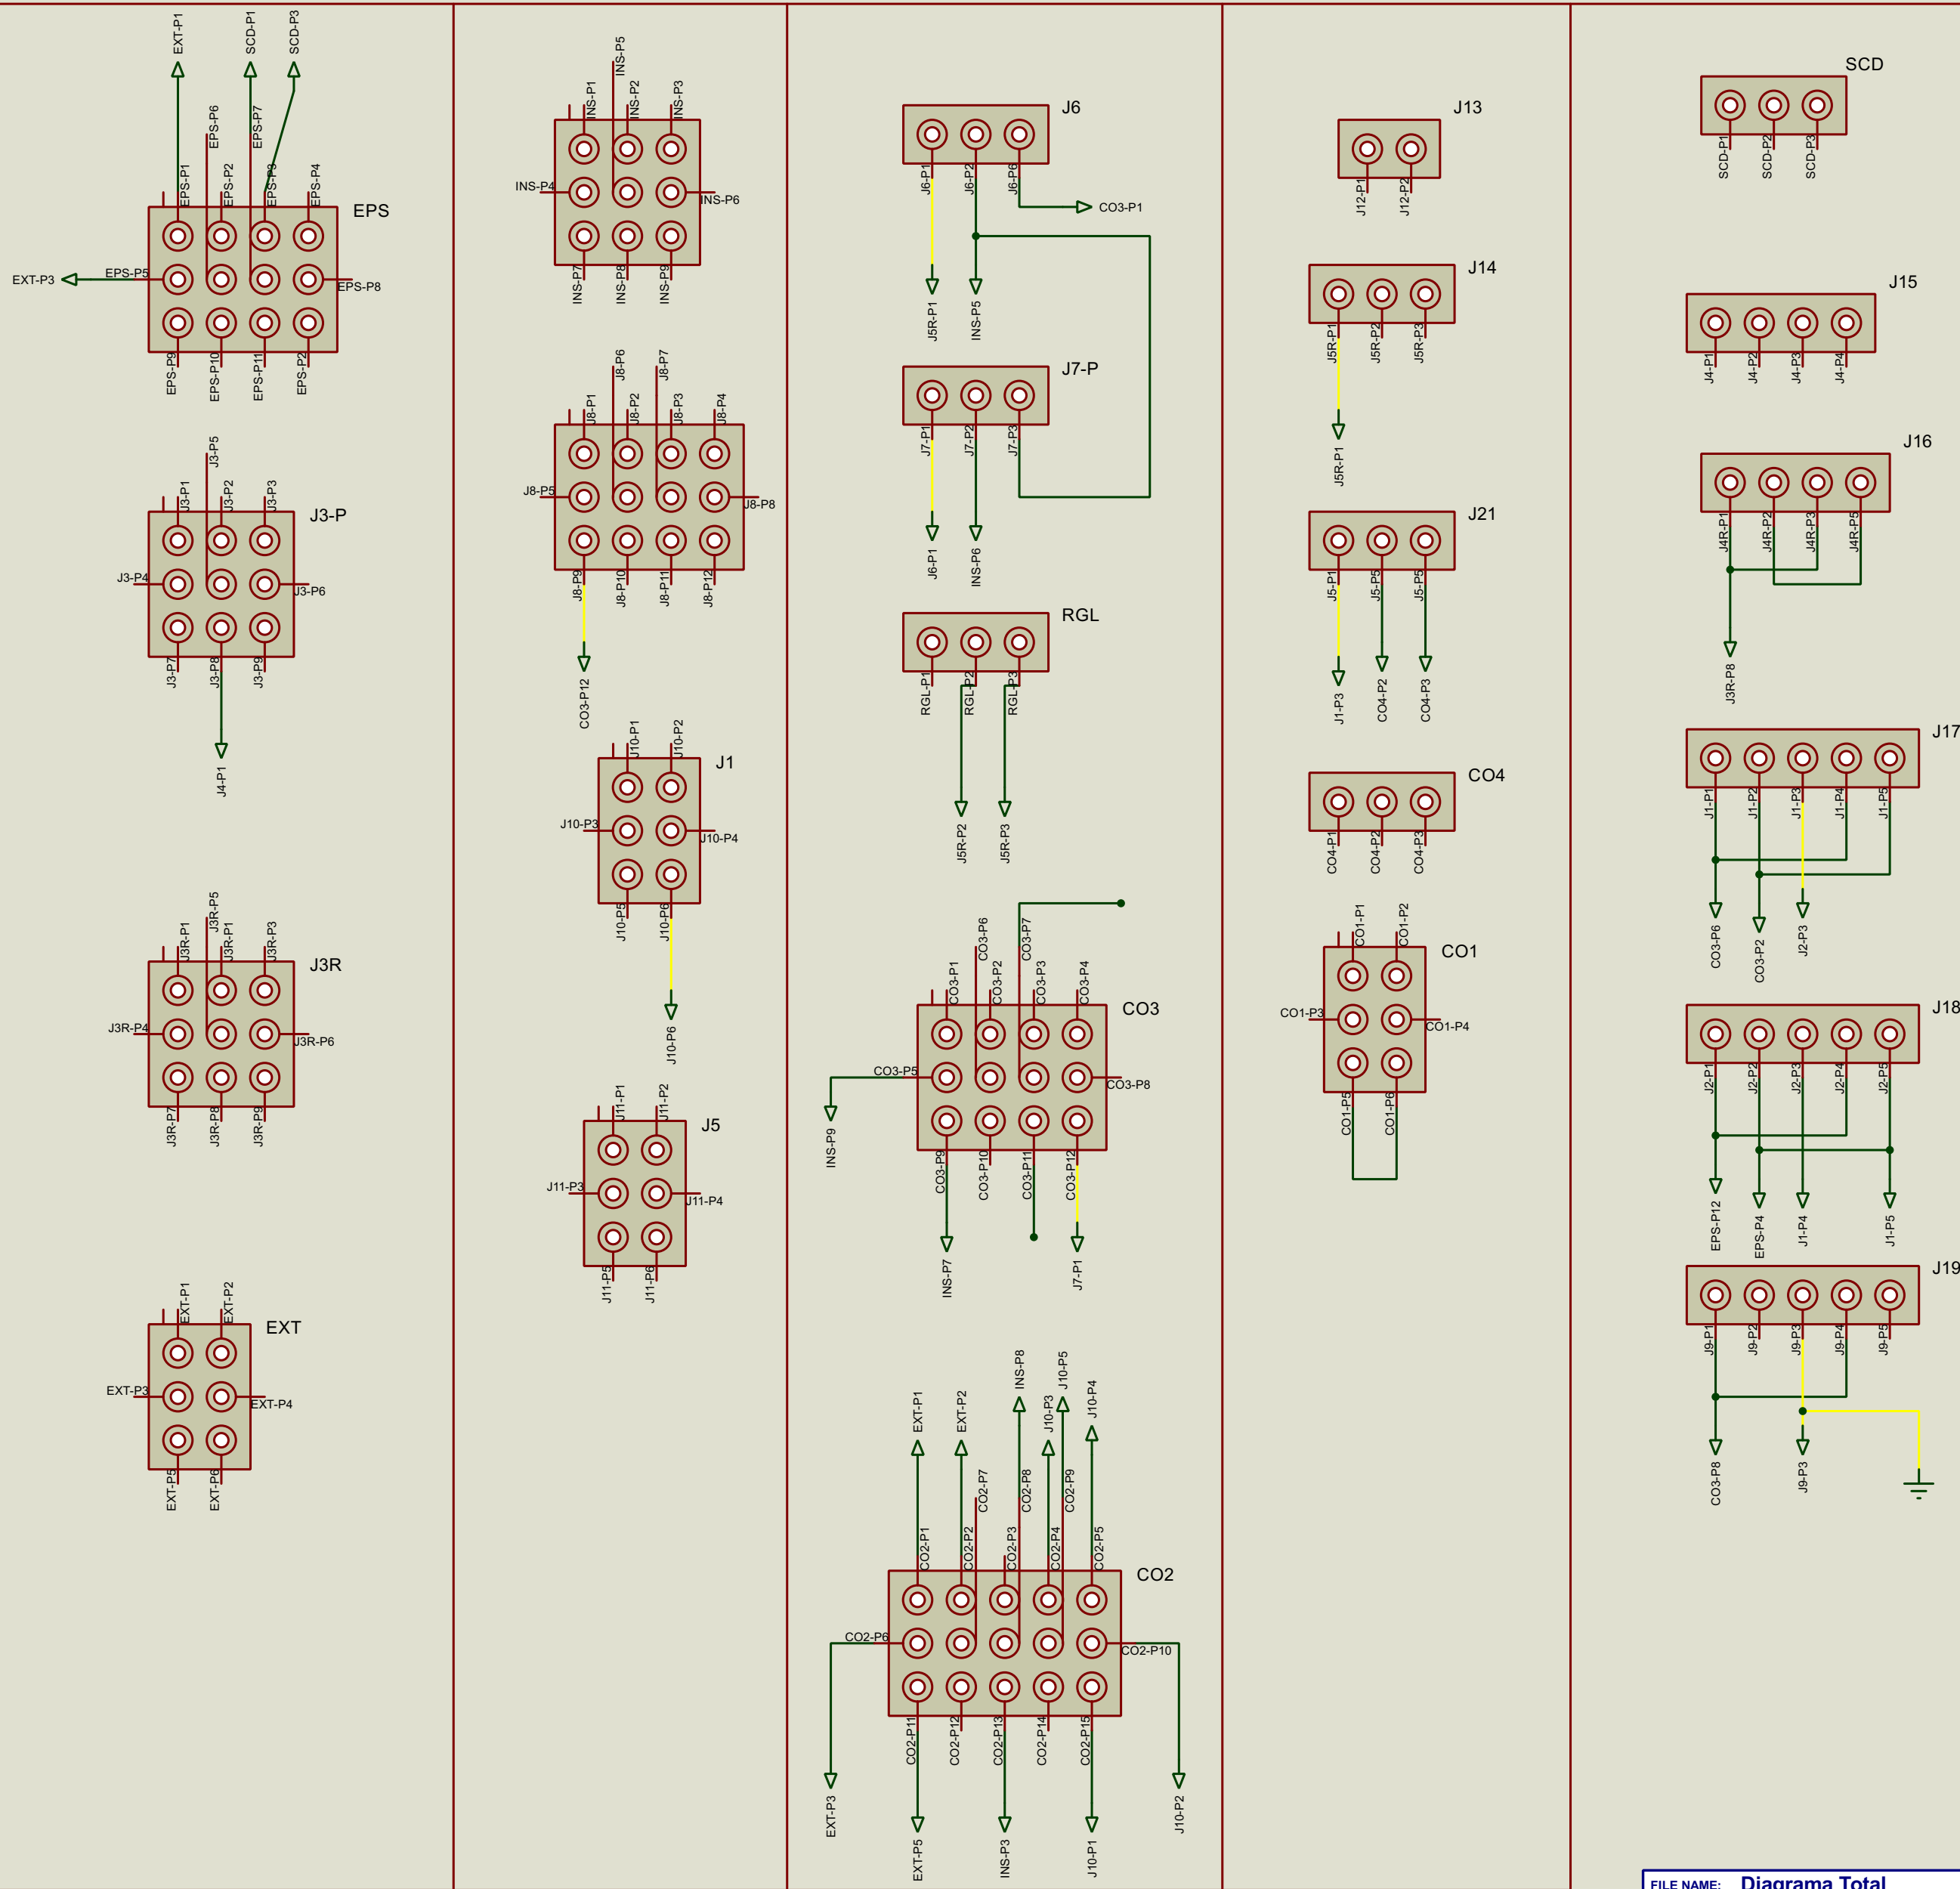 EXT-P1
SCD-P1
SCD-P3
EPS-P6
EPS-P7
EPS-P1
EPS-P2
EPS-P3
EPS-P4
EPS
EXT-P3
EPS-P5
EPS-P8
EPS-P9
EPS-P10
EPS-P11
EPS-P2
J3-P5
J3-P1
J3-P2
J3-P3
J3-P
J3-P4
J3-P6
J3-P7
J3-P8
J3-P9
J4-P1
J3R-P5
J3R-P1
J3R-P1
J3R-P3
J3R
J3R-P4
J3R-P6
J3R-P7
J3R-P8
J3R-P9
EXT-P1
EXT-P2
EXT
EXT-P3
EXT-P4
EXT-P5
EXT-P6
INS-P5
INS-P1
INS-P2
INS-P3
INS-P4
INS-P6
INS-P7
INS-P8
INS-P9
J8-P6
J8-P7
J8-P1
J8-P2
J8-P3
J8-P4
J8-P5
J8-P8
J8-P9
J8-P10
J8-P11
J8-P12
CO3-P12
J10-P1
J10-P2
J1
J10-P3
J10-P4
J10-P5
J10-P6
J10-P6
J11-P1
J11-P2
J5
J11-P3
J11-P4
J11-P5
J11-P6
J6
J6-P1
J6-P2
J6-P6
CO3-P1
J5R-P1
INS-P5
J7-P
J7-P1
J7-P2
J7-P3
J6-P1
INS-P6
RGL
RGL-P1
RGL-P2
RGL-P3
J5R-P2
J5R-P3
CO3-P6
CO3-P7
CO3-P1
CO3-P2
CO3-P3
CO3-P4
CO3
CO3-P5
CO3-P8
INS-P9
CO3-P9
CO3-P10
CO3-P11
CO3-P12
INS-P7
J7-P1
INS-P8
J10-P5
EXT-P1
EXT-P2
J10-P3
J10-P4
CO2-P7
CO2-P8
CO2-P9
CO2-P1
CO2-P2
CO2-P3
CO2-P4
CO2-P5
CO2
CO2-P6
CO2-P10
CO2-P11
CO2-P12
CO2-P13
CO2-P14
CO2-P15
EXT-P3
J10-P2
EXT-P5
INS-P3
J10-P1
J13
J12-P1
J12-P2
J14
J5R-P1
J5R-P2
J5R-P3
J5R-P1
J21
J5-P1
J5-P5
J5-P5
J1-P3
CO4-P2
CO4-P3
CO4
CO4-P1
CO4-P2
CO4-P3
CO1-P1
CO1-P2
CO1
CO1-P3
CO1-P4
CO1-P5
CO1-P6
SCD
SCD-P1
SCD-P2
SCD-P3
J15
J4-P1
J4-P2
J4-P3
J4-P4
J16
J4R-P1
J4R-P2
J4R-P3
J4R-P5
J3R-P8
J17
J1-P1
J1-P2
J1-P3
J1-P4
J1-P5
CO3-P6
CO3-P2
J2-P3
J18
J2-P1
J2-P2
J2-P3
J2-P4
J2-P5
EPS-P12
EPS-P4
J1-P4
J1-P5
J19
J9-P1
J9-P2
J9-P3
J9-P4
J9-P5
CO3-P8
J9-P3
FILE NAME: Diagrama Total